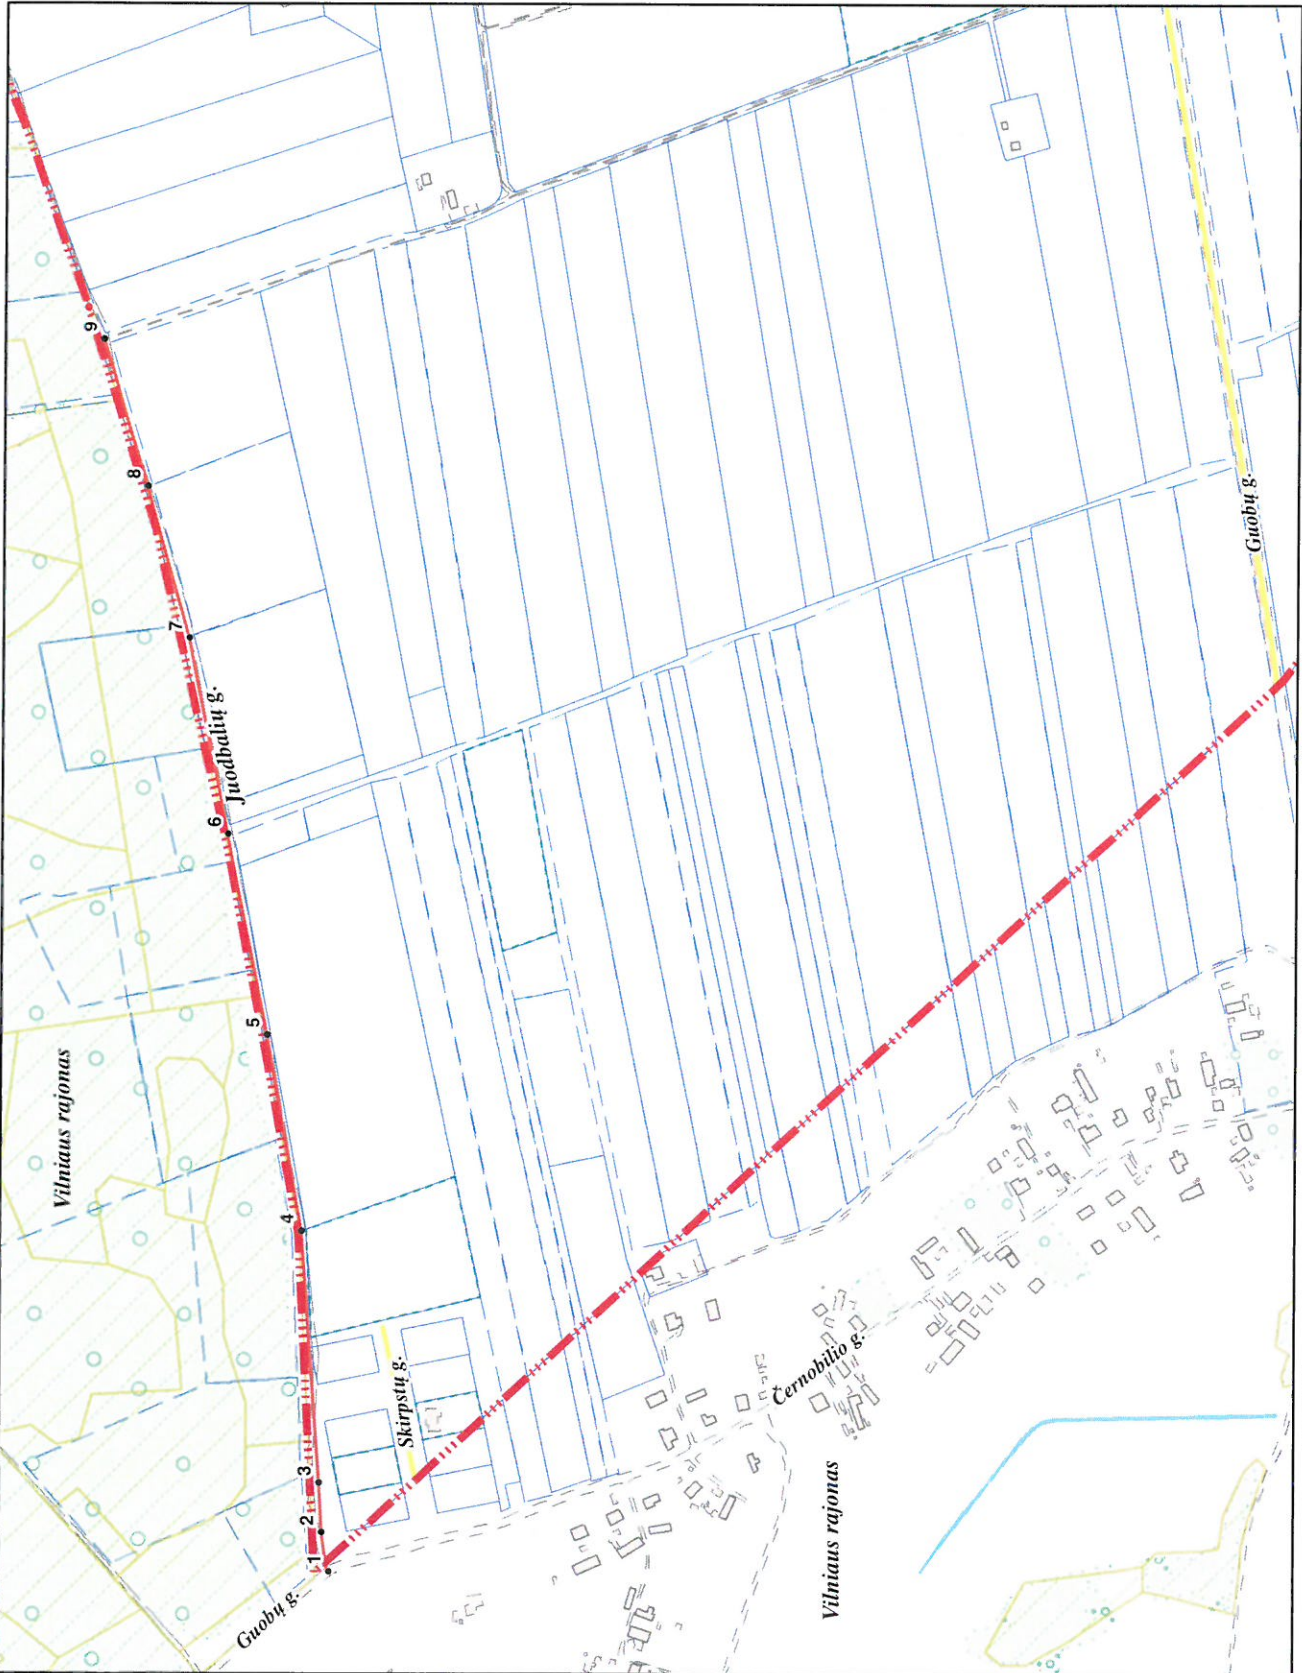 Vilniaus rajonas
Guobų g.
1
2
3
4
5
6
7
8
9
Juodbalių g.
Skirpstų g.
Černobilio g.
Vilniaus rajonas
Guobų g.